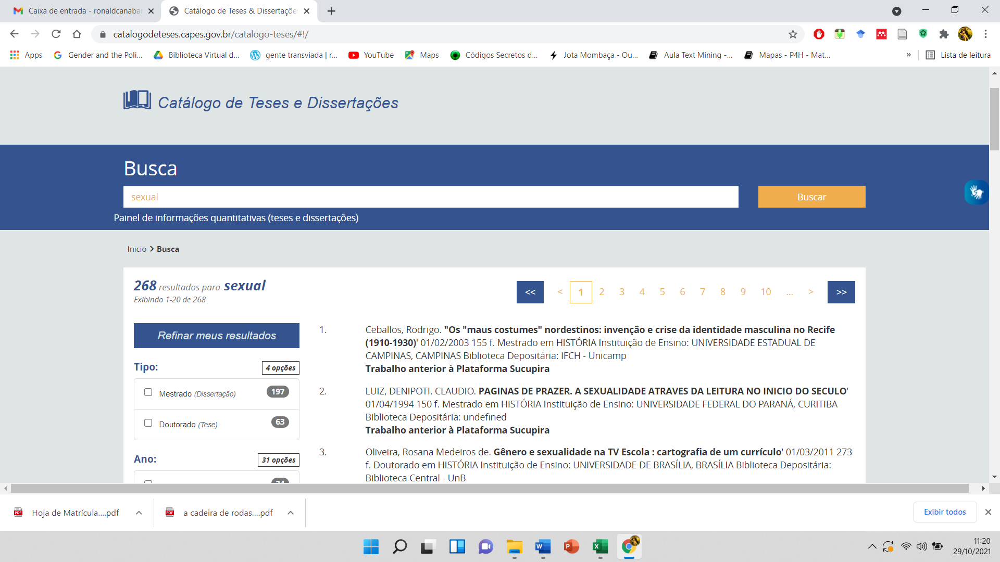 Caixa de entrada - ronaldcanaba
Catálogo de Teses & Dissertaçõe
catalogodeteses.capes.gov.br/catalogo-teses/#!/
Apps
Gender and the Poli...
Biblioteca Virtual d...
gente transviada | r...
YouTube
Maps
Códigos Secretos d...
Jota Mombaça - Ou...
Aula Text Mining -...
Mapas - P4H - Mat...
»
Lista de leitura
Catálogo de Teses e Dissertações
Busca
sexual
Buscar
Painel de informações quantitativas (teses e dissertações)
Inicio > Busca
268 resultados para sexual
Exibindo 1-20 de 268
<< < 1 2 3 4 5 6 7 8 9 10 ... > >>
Refinar meus resultados
Tipo: 4 opções
Mestrado (Dissertação) 197
Doutorado (Tese) 63
Ano: 31 opções
1. Ceballos, Rodrigo. "Os "maus costumes" nordestinos: invenção e crise da identidade masculina no Recife
(1910-1930)' 01/02/2003 155 f. Mestrado em HISTÓRIA Instituição de Ensino: UNIVERSIDADE ESTADUAL DE
CAMPINAS, CAMPINAS Biblioteca Depositária: IFCH - Unicamp
Trabalho anterior à Plataforma Sucupira
2. LUIZ, DENIPOTI. CLAUDIO. PAGINAS DE PRAZER. A SEXUALIDADE ATRAVES DA LEITURA NO INICIO DO SECULO'
01/04/1994 150 f. Mestrado em HISTÓRIA Instituição de Ensino: UNIVERSIDADE FEDERAL DO PARANÁ, CURITIBA
Biblioteca Depositária: undefined
Trabalho anterior à Plataforma Sucupira
3. Oliveira, Rosana Medeiros de. Gênero e sexualidade na TV Escola : cartografia de um currículo' 01/03/2011 273
f. Doutorado em HISTÓRIA Instituição de Ensino: UNIVERSIDADE DE BRASÍLIA, BRASÍLIA Biblioteca Depositária:
Biblioteca Central - UnB
Hoja de Matrícula....pdf
a cadeira de rodas....pdf
Exibir todos
11:20
29/10/2021